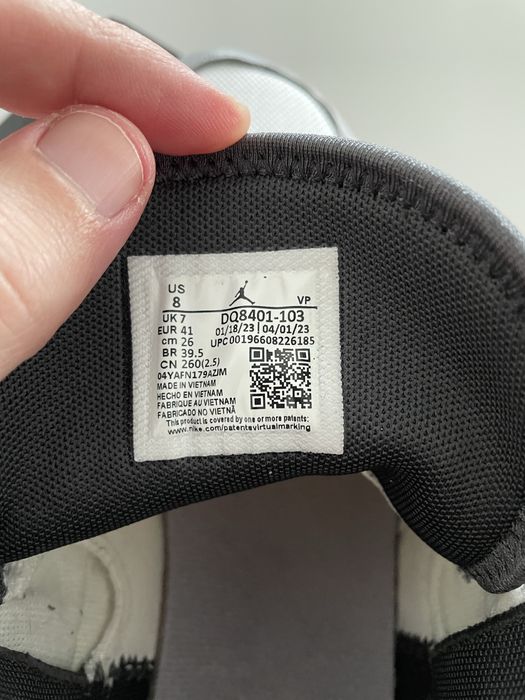 US
8
VP
UK 7
DQ8401-103
EUR 41
01/18/23 | 04/01/23
cm 26
UPC 00196608226185
BR 39.5
CN 260(2.5)
04YAFN179AZJM
MADE IN VIETNAM
HECHO EN VIETNAM
FABRIQUE AU VIETNAM
FABRICADO NO VIETNÃ
This product is covered by one or more patents:
www.nike.com/patentsvirtualmarking